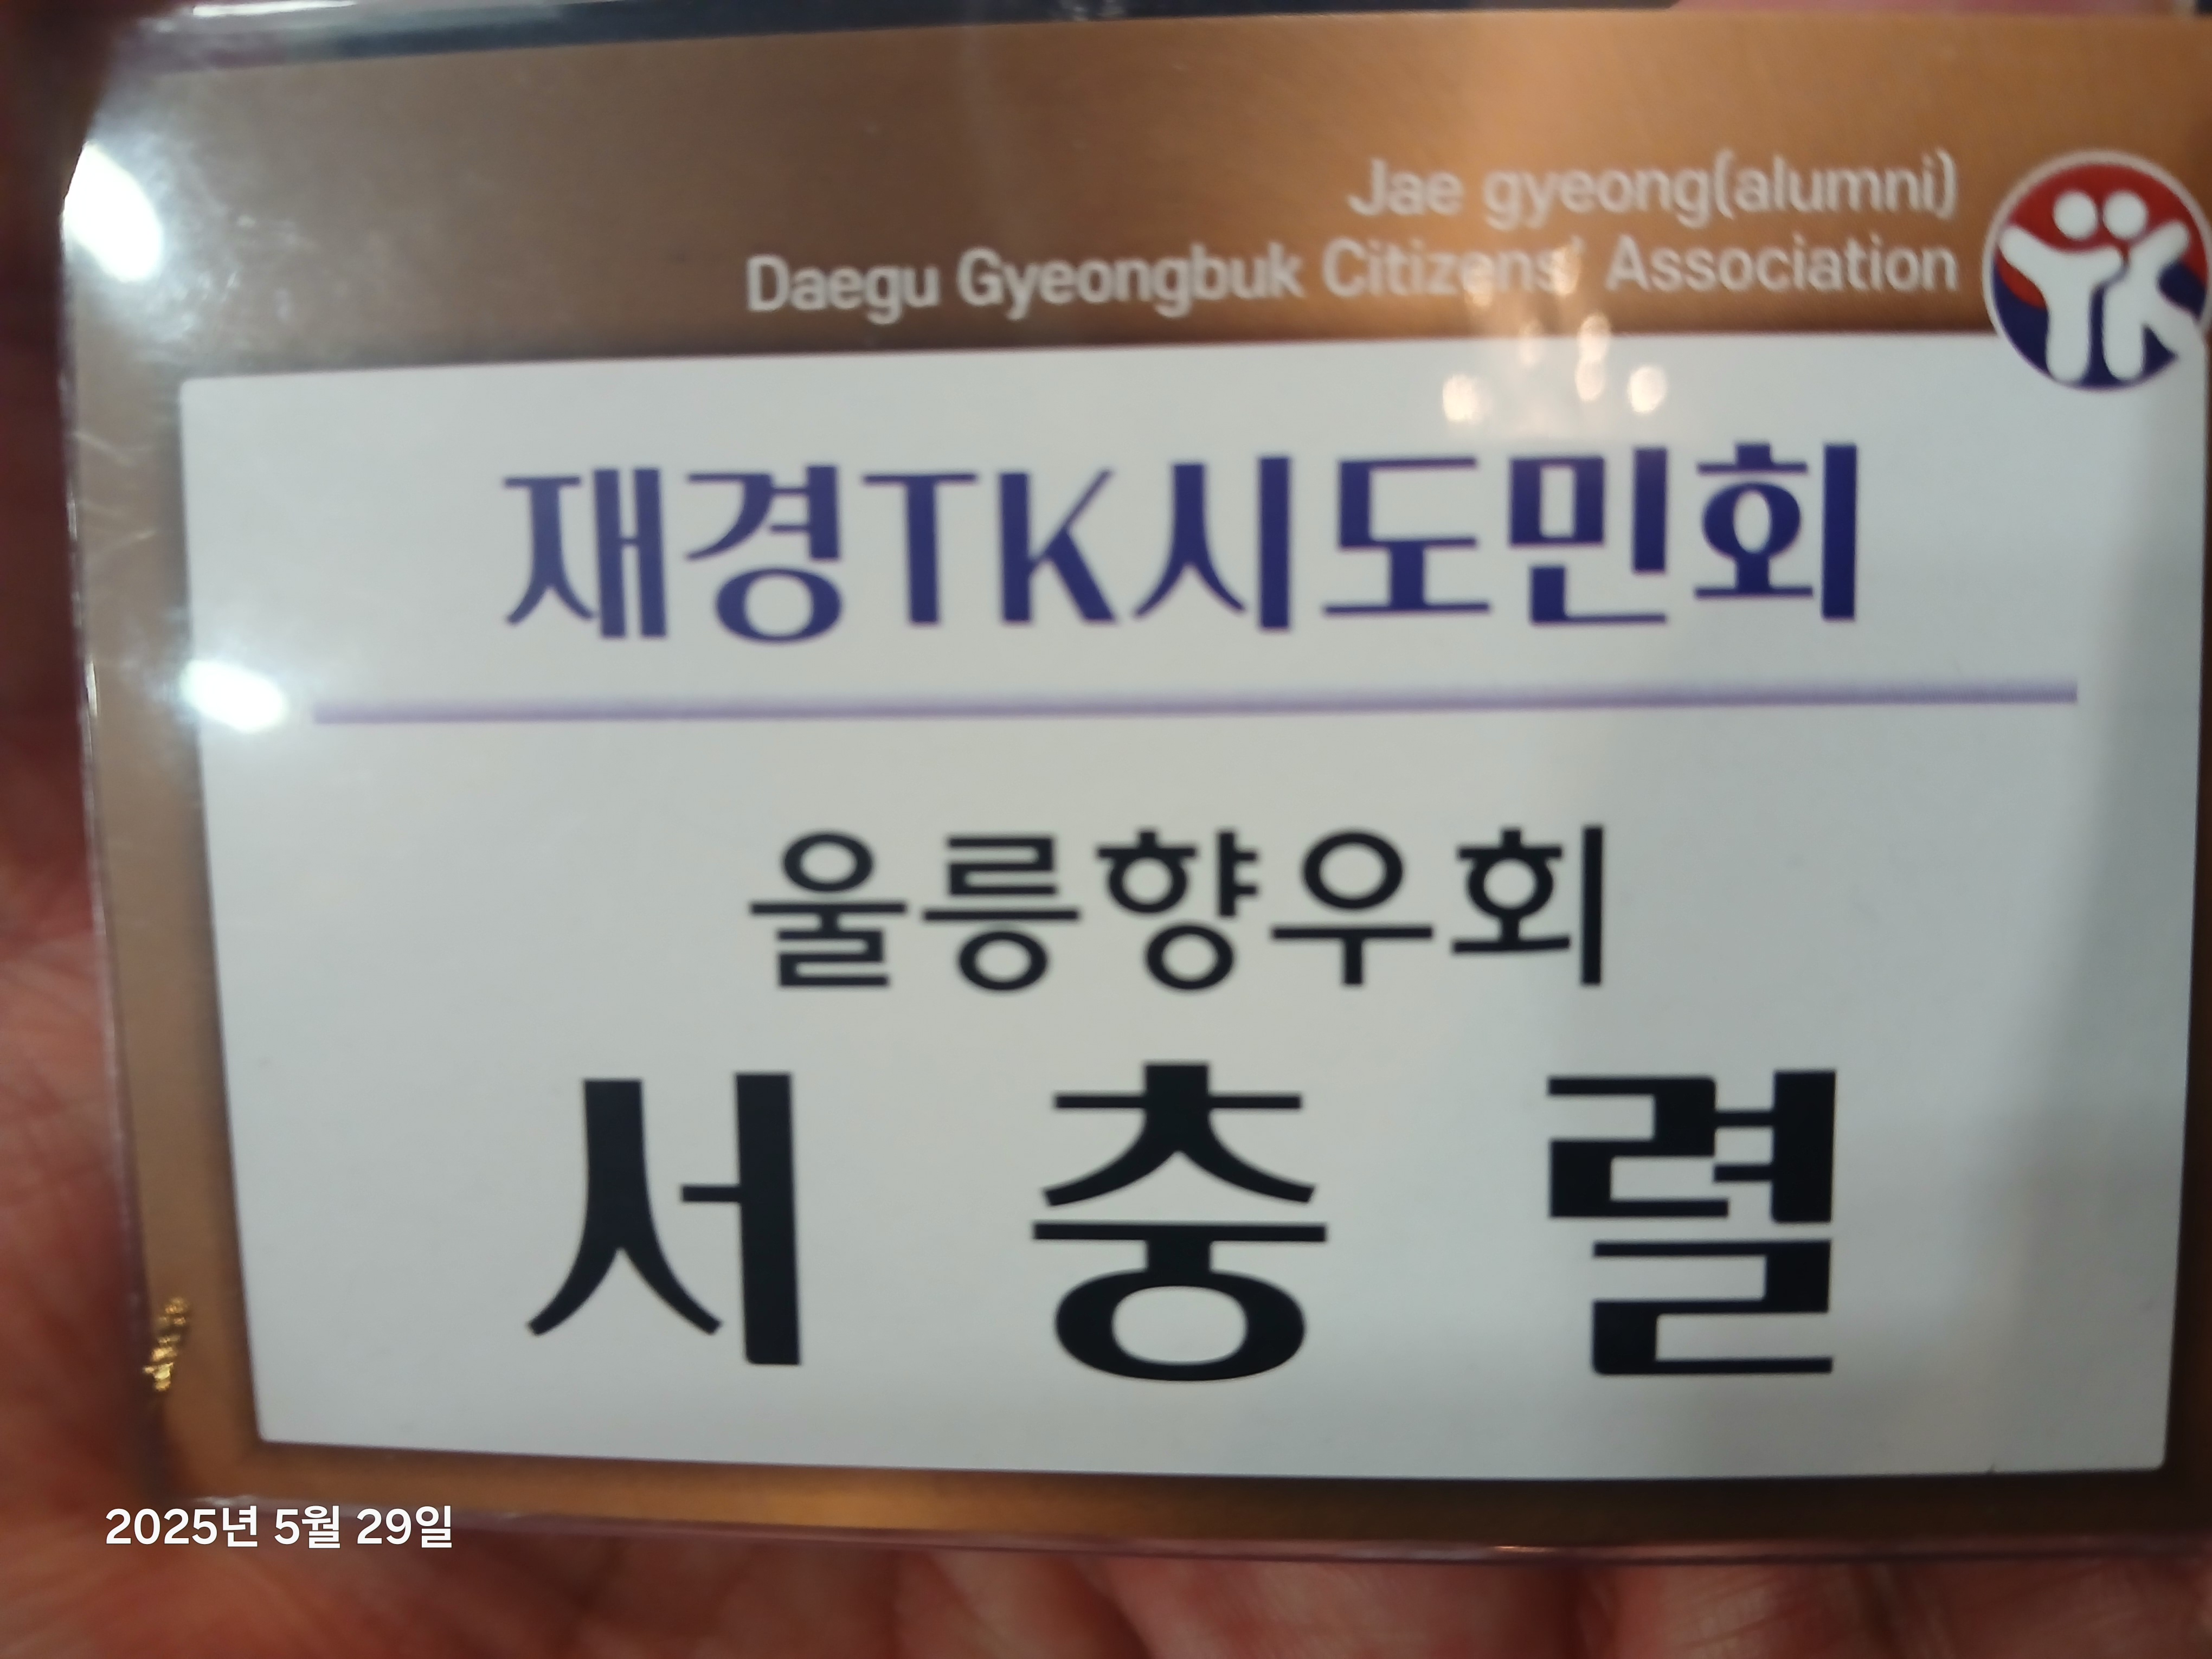 Jae gyeong(alumni)
Daegu Gyeongbuk Citizens' Association
재경TK시도민회
울릉향우회
서 충 렬
2025년 5월 29일